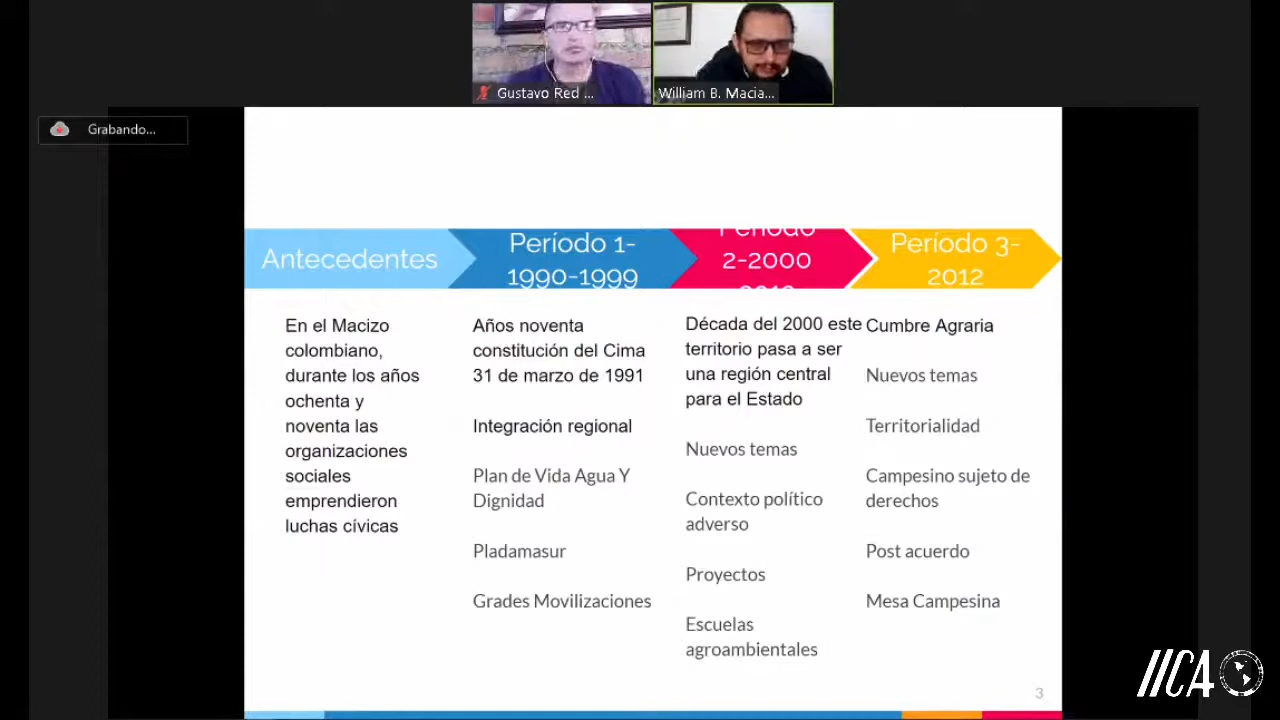 Gustavo Red ...
William B. Macia...
Grabando...
Antecedentes
Período 1-
1990-1999
Período
2-2000
Período 3-
2012
En el Macizo
colombiano,
durante los años
ochenta y
noventa las
organizaciones
sociales
emprendieron
luchas cívicas
Años noventa
constitución del Cima
31 de marzo de 1991
Integración regional
Plan de Vida Agua Y
Dignidad
Pladamasur
Grades Movilizaciones
Década del 2000 este
territorio pasa a ser
una región central
para el Estado
Nuevos temas
Contexto político
adverso
Proyectos
Escuelas
agroambientales
Cumbre Agraria
Nuevos temas
Territorialidad
Campesino sujeto de
derechos
Post acuerdo
Mesa Campesina
3
IICA